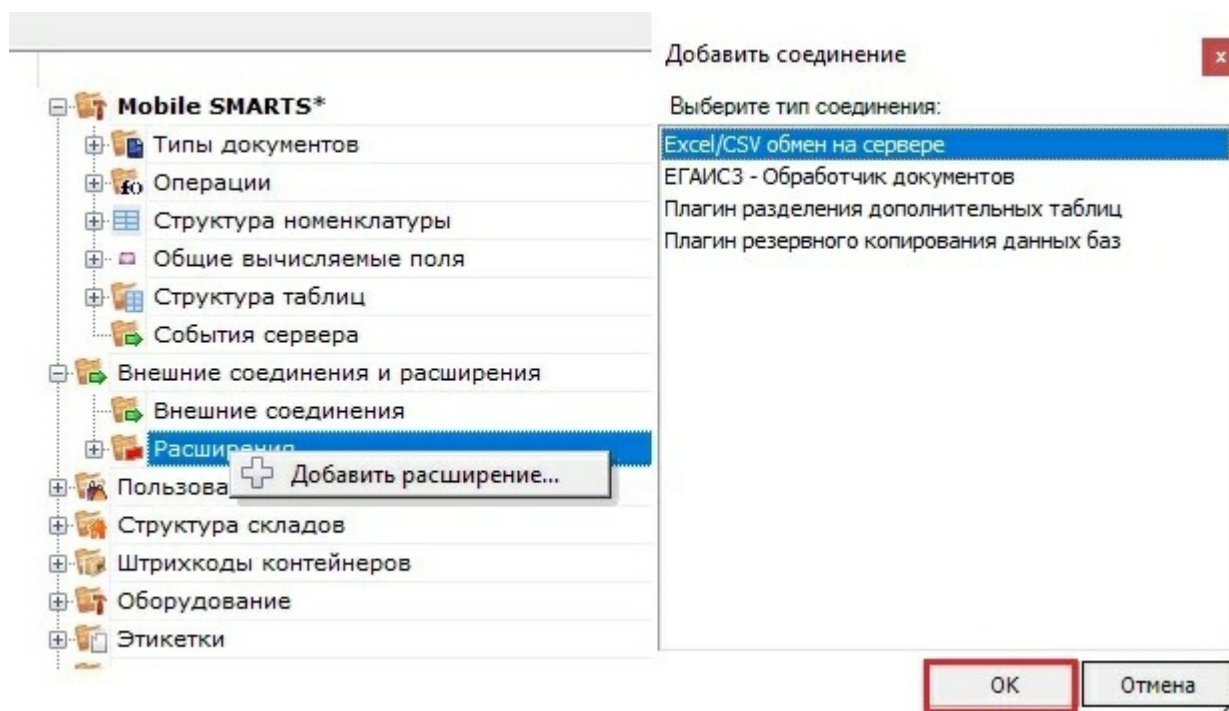 Mobile SMARTS*
Типы документов
Операции
Структура номенклатуры
Общие вычисляемые поля
Структура таблиц
События сервера
Внешние соединения и расширения
Внешние соединения
Расширения
Добавить расширение...
Пользова
Структура складов
Штрихкоды контейнеров
Оборудование
Этикетки
Добавить соединение
x
Выберите тип соединения:
Excel/CSV обмен на сервере
ЕГАИС3 - Обработчик документов
Плагин разделения дополнительных таблиц
Плагин резервного копирования данных баз
OK
Отмена